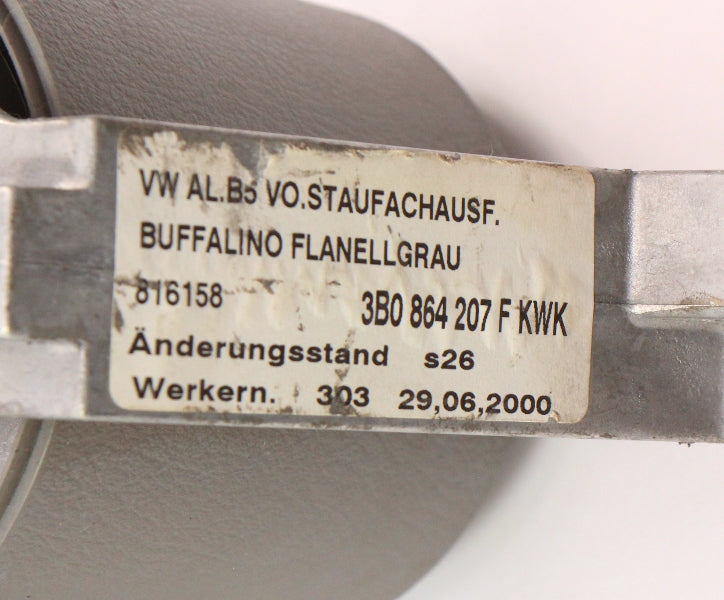 VW AL.B5 VO.STAUFACHAUSF.
BUFFALINO FLANELLGRAU
816158 3B0 864 207 F KWK
Änderungsstand s26
Werkern. 303 29,06,2000